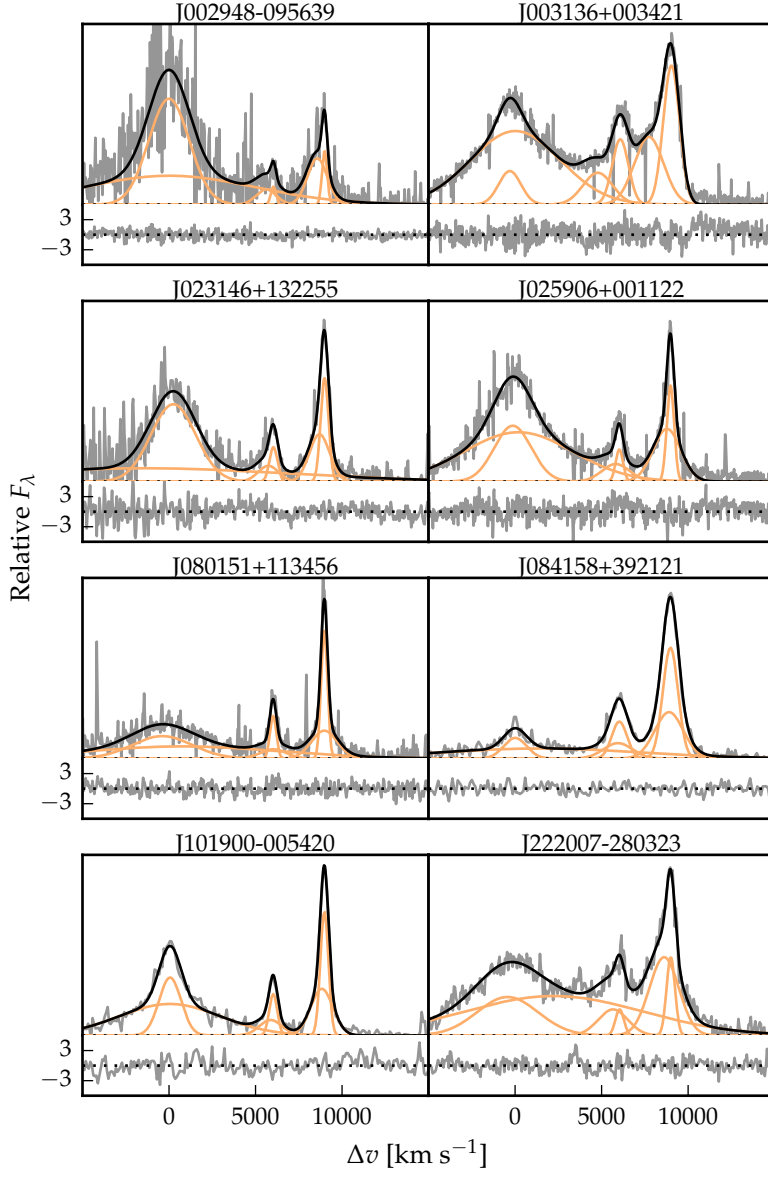 J002948-095639 J003136+003421
3
−3
J023146+132255 J025906+001122
3
−3
J080151+113456 J084158+392121
3
−3
J101900-005420 J222007-280323
3
−3
0 5000 10000 0 5000 10000
Relative Fλ
Δv [km s⁻¹]